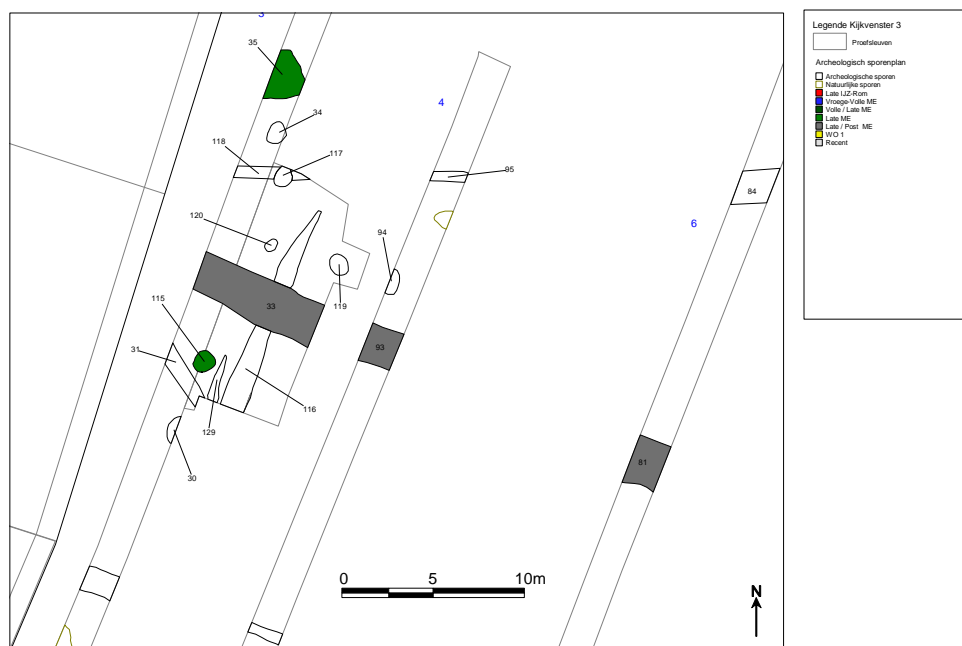 3
35
4
34
118
117
95
84
120
6
94
119
33
115
31
93
116
129
30
81
0 5 10m
N
Legende Kijkvenster 3
Proefsleuven
Archeologisch sporenplan
Archeologische sporen
Natuurlijke sporen
Late IJZ-Rom
Vroege-Volle ME
Volle / Late ME
Late ME
Late / Post ME
WO 1
Recent